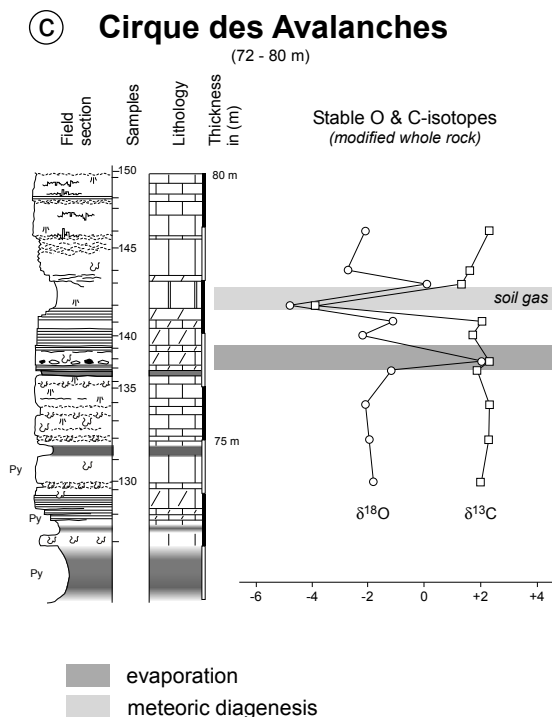 C Cirque des Avalanches
(72 - 80 m)
Field section
Samples
Lithology
Thickness in (m)
Stable O & C-isotopes
(modified whole rock)
150
80 m
145
soil gas
140
135
75 m
Py
130
Py
δ18O δ13C
Py
-6 -4 -2 0 +2 +4
evaporation
meteoric diagenesis